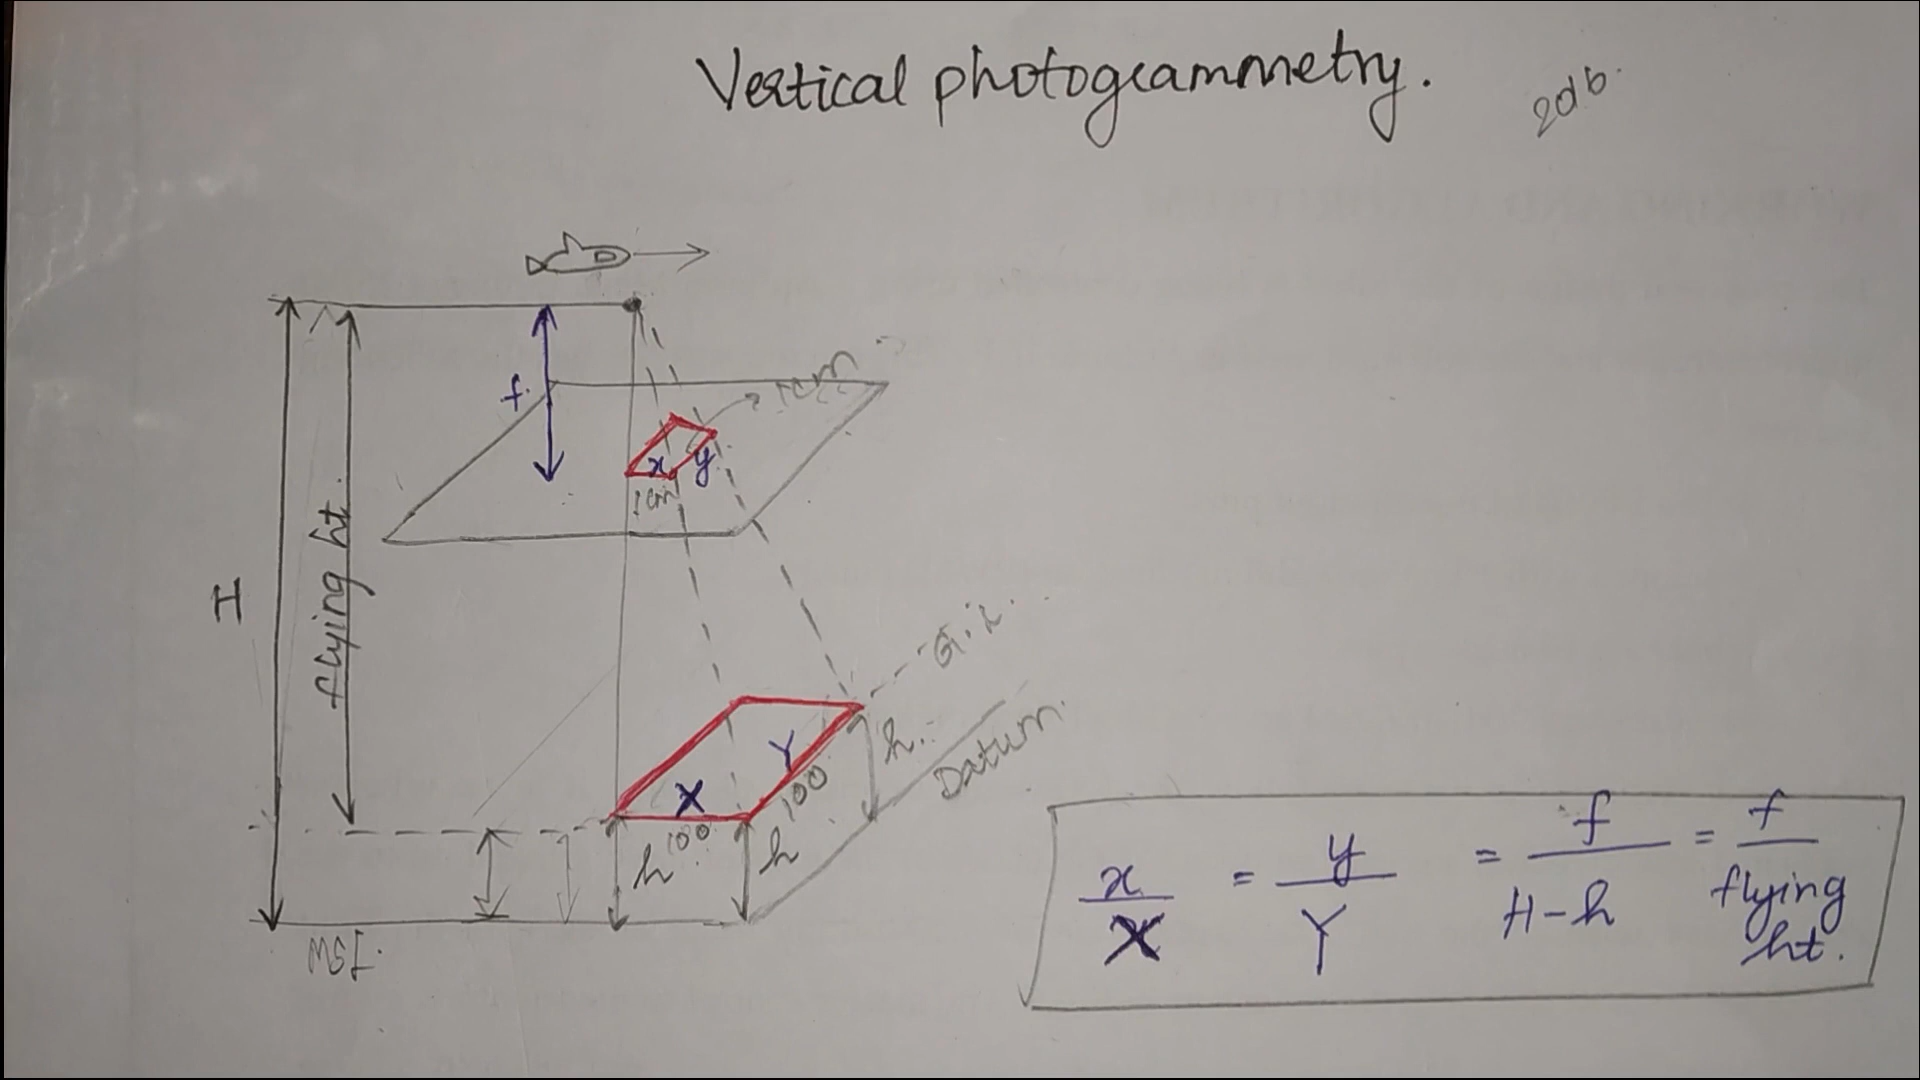 Vertical photogrammetry.
2db.
f.
1cm
x y
1cm
H
flying ht.
G.L.
X Y
100
100
h.
Datum.
h
h
MSL.
x/X = y/Y = f/H-h = f/flying ht.